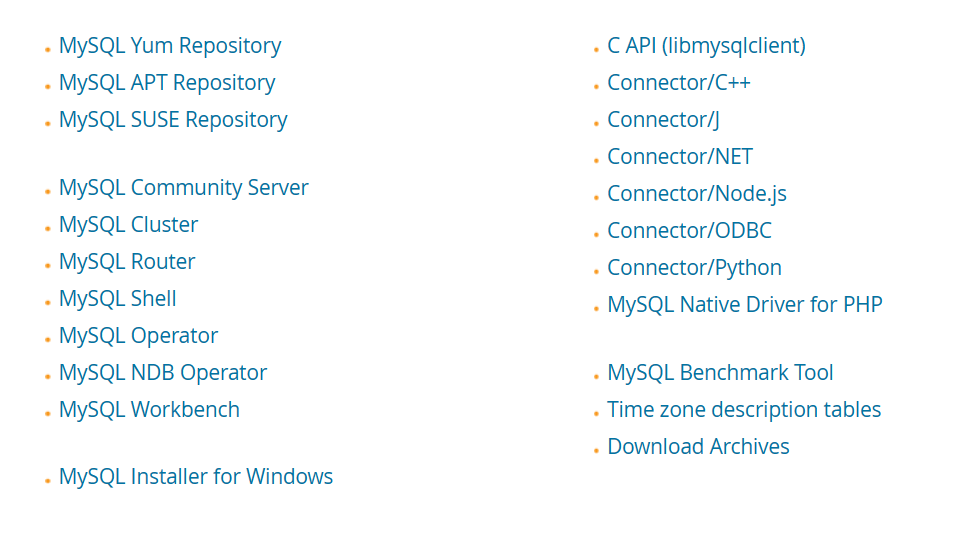 MySQL Yum Repository
MySQL APT Repository
MySQL SUSE Repository
MySQL Community Server
MySQL Cluster
MySQL Router
MySQL Shell
MySQL Operator
MySQL NDB Operator
MySQL Workbench
MySQL Installer for Windows
C API (libmysqlclient)
Connector/C++
Connector/J
Connector/NET
Connector/Node.js
Connector/ODBC
Connector/Python
MySQL Native Driver for PHP
MySQL Benchmark Tool
Time zone description tables
Download Archives